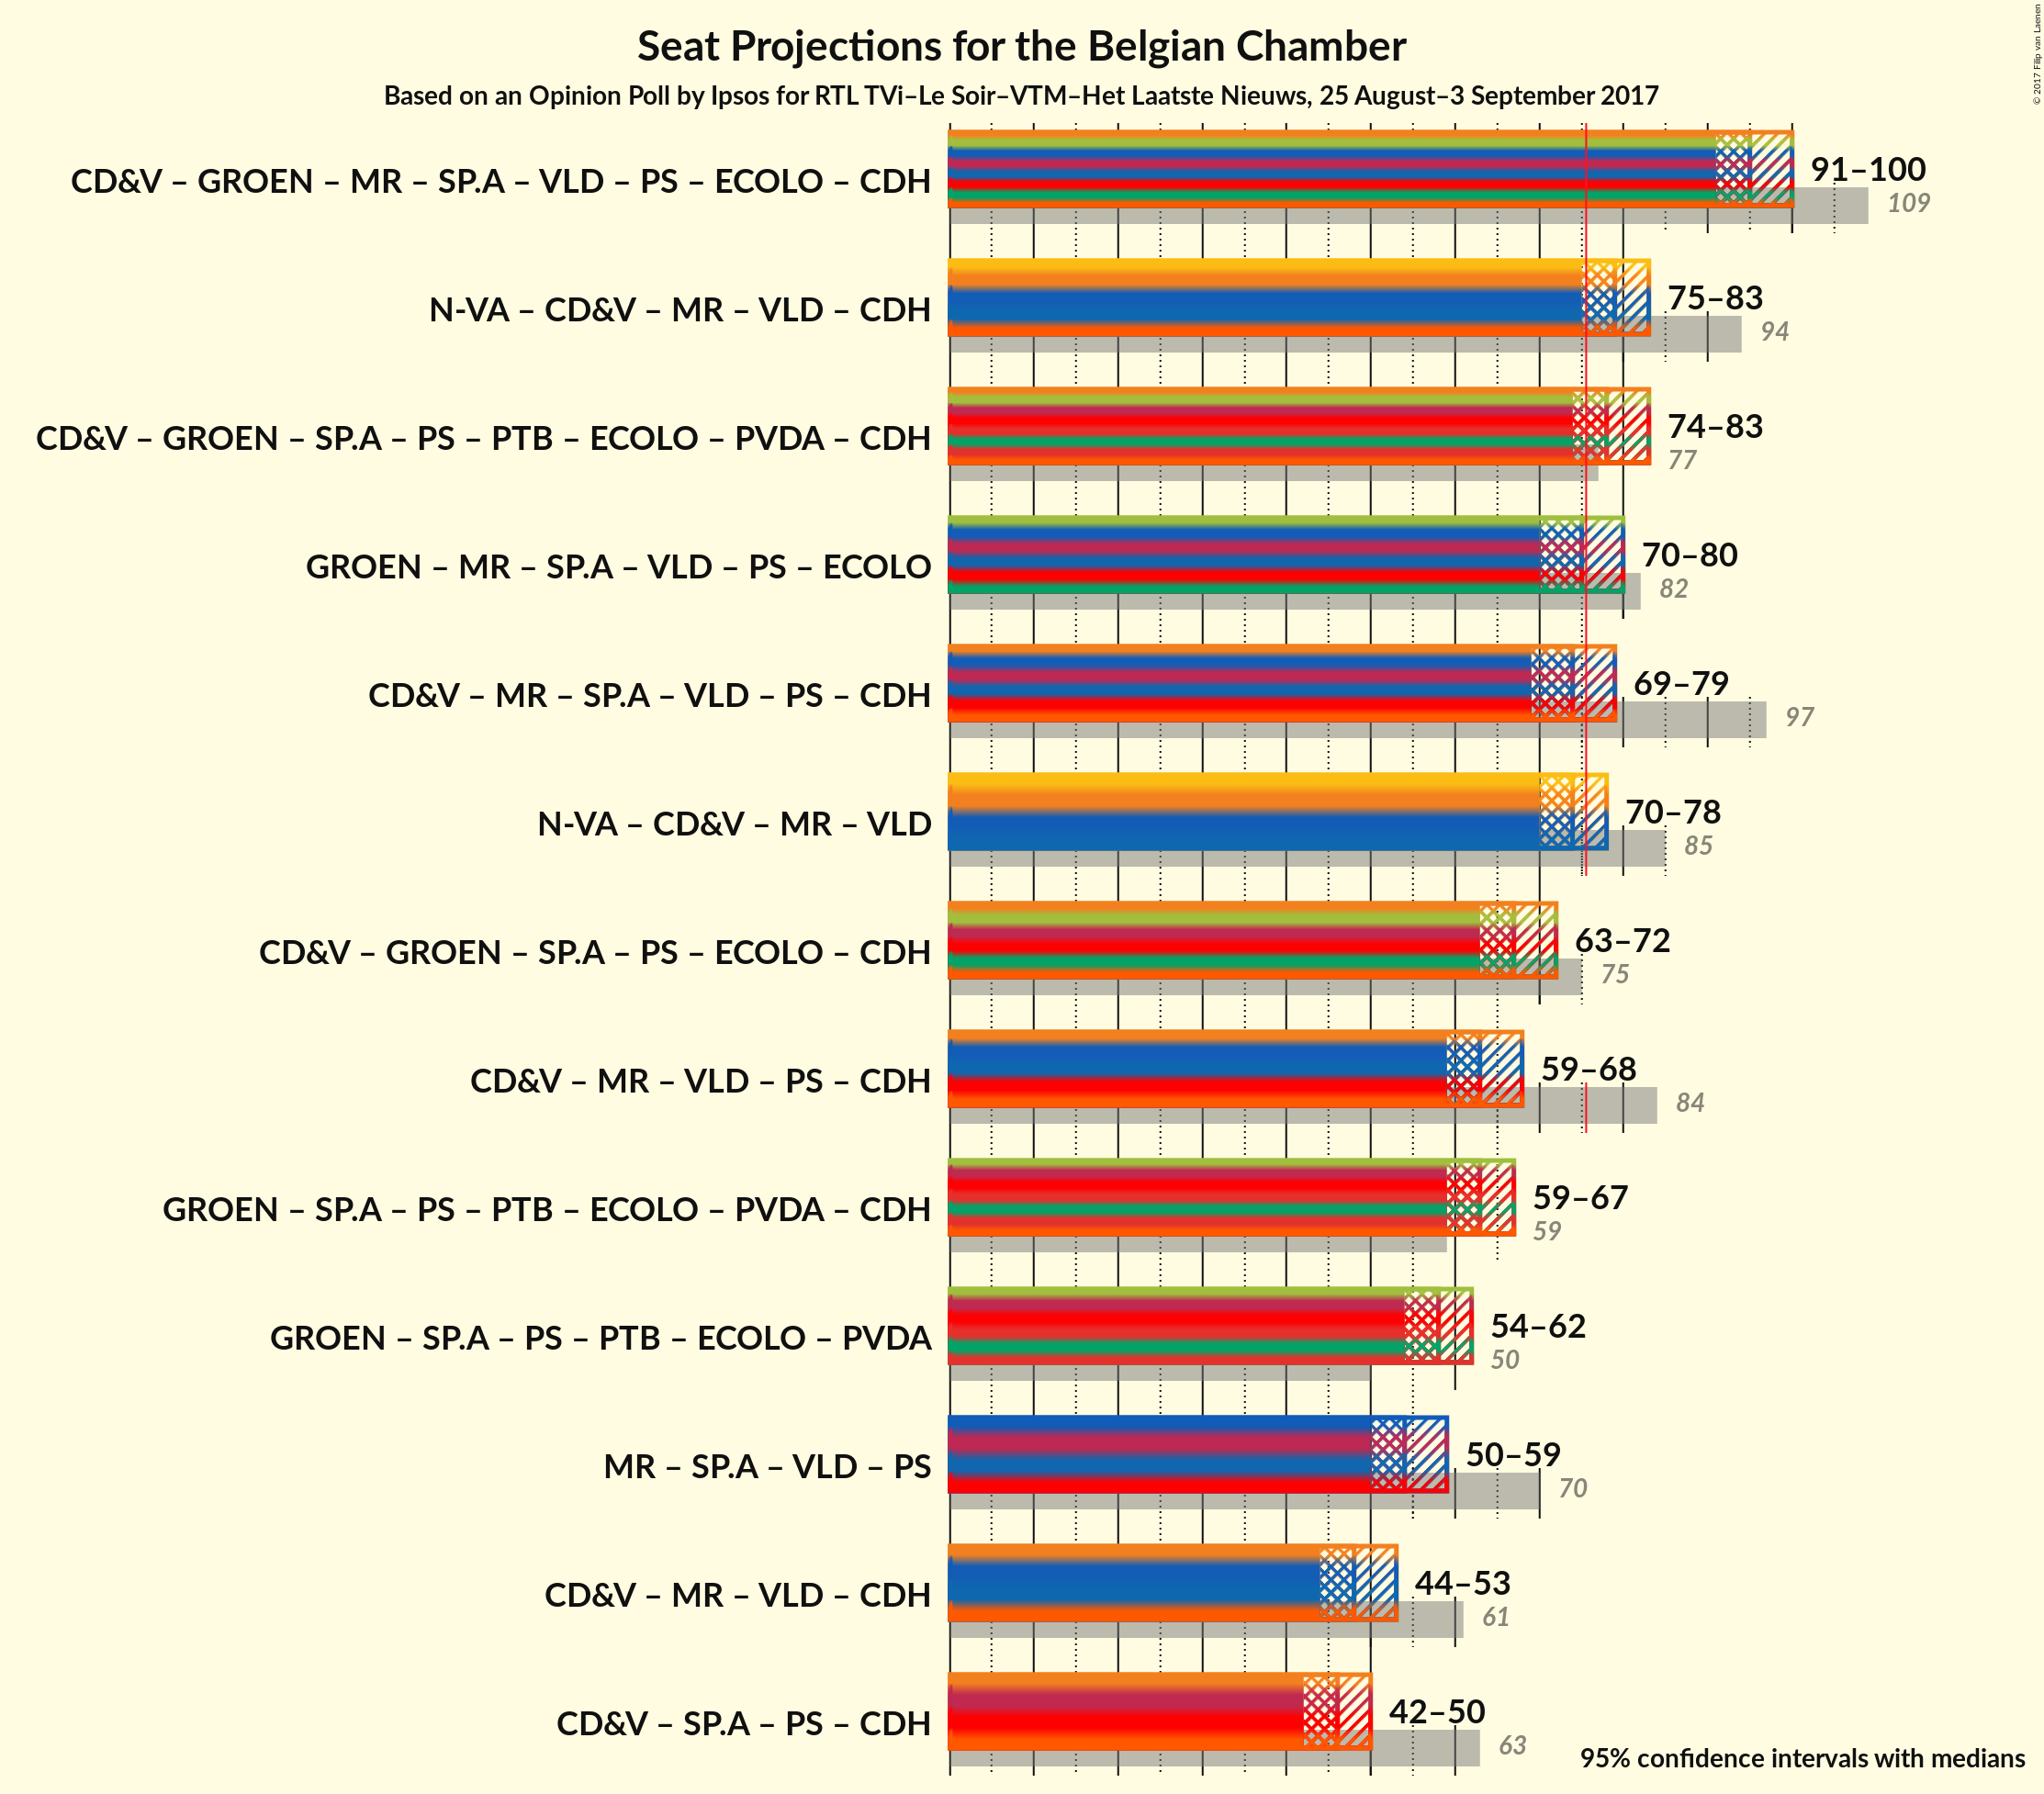 Seat Projections for the Belgian Chamber
Based on an Opinion Poll by Ipsos for RTL TVi–Le Soir–VTM–Het Laatste Nieuws, 25 August–3 September 2017
© 2017 Filip van Laenen
CD&V – GROEN – MR – SP.A – VLD – PS – ECOLO – CDH
91–100
109
N-VA – CD&V – MR – VLD – CDH
75–83
94
CD&V – GROEN – SP.A – PS – PTB – ECOLO – PVDA – CDH
74–83
77
GROEN – MR – SP.A – VLD – PS – ECOLO
70–80
82
CD&V – MR – SP.A – VLD – PS – CDH
69–79
97
N-VA – CD&V – MR – VLD
70–78
85
CD&V – GROEN – SP.A – PS – ECOLO – CDH
63–72
75
CD&V – MR – VLD – PS – CDH
59–68
84
GROEN – SP.A – PS – PTB – ECOLO – PVDA – CDH
59–67
59
GROEN – SP.A – PS – PTB – ECOLO – PVDA
54–62
50
MR – SP.A – VLD – PS
50–59
70
CD&V – MR – VLD – CDH
44–53
61
CD&V – SP.A – PS – CDH
42–50
63
95% confidence intervals with medians